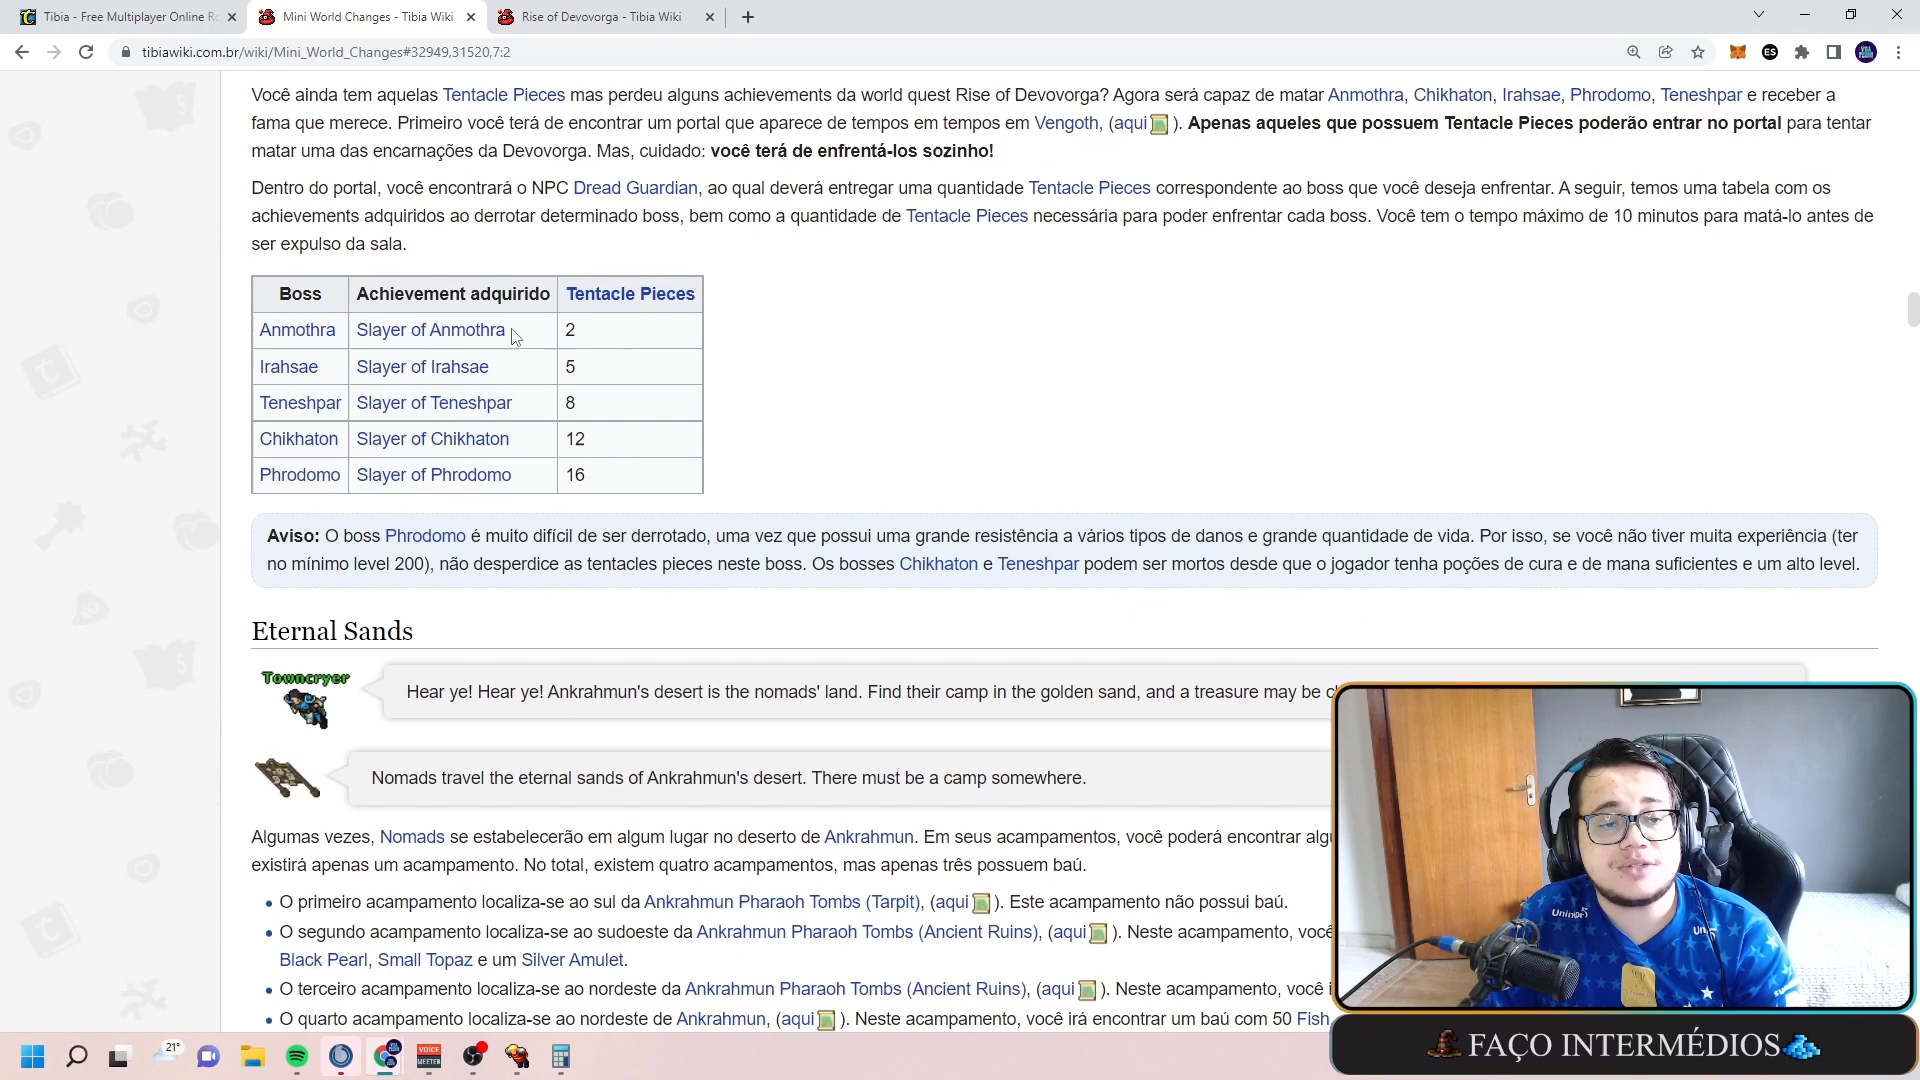 Tibia - Free Multiplayer Online R
Mini World Changes - Tibia Wiki
Rise of Devovorga - Tibia Wiki
tibiawiki.com.br/wiki/Mini_World_Changes#32949,31520,7:2
Você ainda tem aquelas Tentacle Pieces mas perdeu alguns achievements da world quest Rise of Devovorga? Agora será capaz de matar Anmothra, Chikhaton, Irahsae, Phrodomo, Teneshpar e receber a
fama que merece. Primeiro você terá de encontrar um portal que aparece de tempos em tempos em Vengoth, (aqui ). Apenas aqueles que possuem Tentacle Pieces poderão entrar no portal para tentar
matar uma das encarnações da Devovorga. Mas, cuidado: você terá de enfrentá-los sozinho!
Dentro do portal, você encontrará o NPC Dread Guardian, ao qual deverá entregar uma quantidade Tentacle Pieces correspondente ao boss que você deseja enfrentar. A seguir, temos uma tabela com os
achievements adquiridos ao derrotar determinado boss, bem como a quantidade de Tentacle Pieces necessária para poder enfrentar cada boss. Você tem o tempo máximo de 10 minutos para matá-lo antes de
ser expulso da sala.
Boss Achievement adquirido Tentacle Pieces
Anmothra Slayer of Anmothra 2
Irahsae Slayer of Irahsae 5
Teneshpar Slayer of Teneshpar 8
Chikhaton Slayer of Chikhaton 12
Phrodomo Slayer of Phrodomo 16
Aviso: O boss Phrodomo é muito difícil de ser derrotado, uma vez que possui uma grande resistência a vários tipos de danos e grande quantidade de vida. Por isso, se você não tiver muita experiência (ter
no mínimo level 200), não desperdice as tentacles pieces neste boss. Os bosses Chikhaton e Teneshpar podem ser mortos desde que o jogador tenha poções de cura e de mana suficientes e um alto level.
Eternal Sands
Towncryer
Hear ye! Hear ye! Ankrahmun's desert is the nomads' land. Find their camp in the golden sand, and a treasure may be
Nomads travel the eternal sands of Ankrahmun's desert. There must be a camp somewhere.
Algumas vezes, Nomads se estabelecerão em algum lugar no deserto de Ankrahmun. Em seus acampamentos, você poderá encontrar
existirá apenas um acampamento. No total, existem quatro acampamentos, mas apenas três possuem baú.
• O primeiro acampamento localiza-se ao sul da Ankrahmun Pharaoh Tombs (Tarpit), (aqui ). Este acampamento não possui baú.
• O segundo acampamento localiza-se ao sudoeste da Ankrahmun Pharaoh Tombs (Ancient Ruins), (aqui ). Neste acampamento, você
Black Pearl, Small Topaz e um Silver Amulet.
• O terceiro acampamento localiza-se ao nordeste da Ankrahmun Pharaoh Tombs (Ancient Ruins), (aqui ). Neste acampamento, você
• O quarto acampamento localiza-se ao nordeste de Ankrahmun, (aqui ). Neste acampamento, você irá encontrar um baú com 50 Fish
FAÇO INTERMÉDIOS
21°
VOICE
MEETER
ES